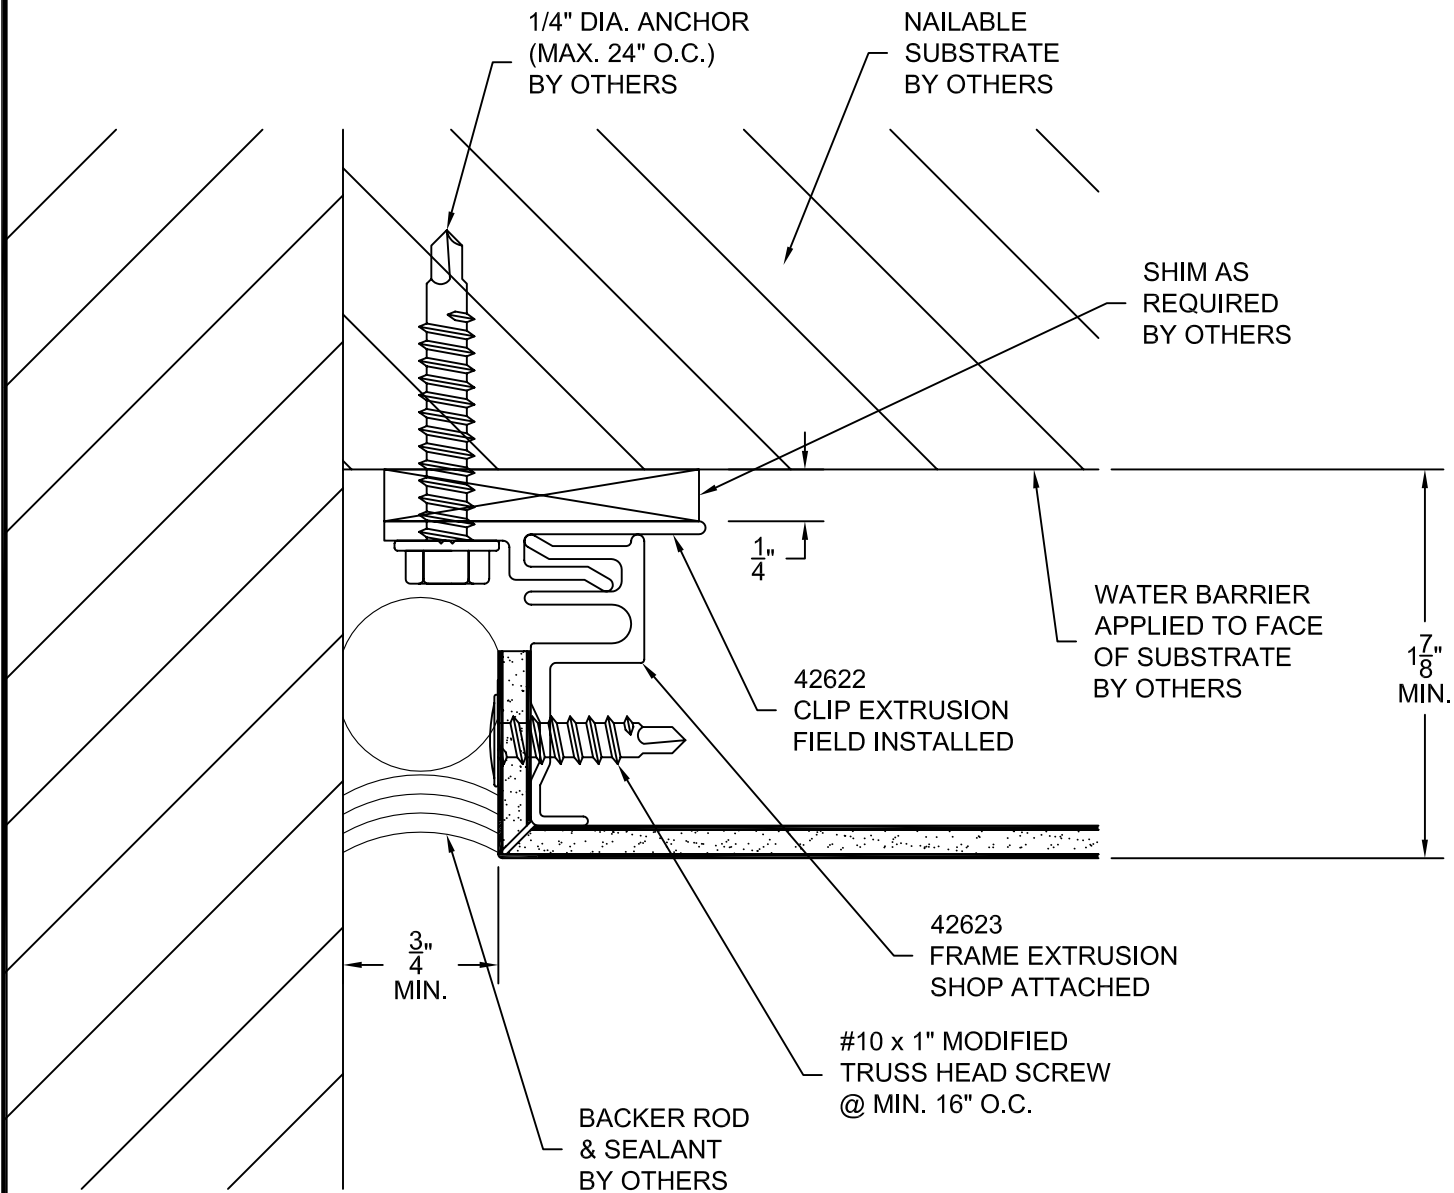 1/4" DIA. ANCHOR
(MAX. 24" O.C.)
BY OTHERS
NAILABLE
SUBSTRATE
BY OTHERS
SHIM AS
REQUIRED
BY OTHERS
1/4"
WATER BARRIER
APPLIED TO FACE
OF SUBSTRATE
BY OTHERS
1 7/8"
MIN.
42622
CLIP EXTRUSION
FIELD INSTALLED
3/4"
MIN.
42623
FRAME EXTRUSION
SHOP ATTACHED
#10 x 1" MODIFIED
TRUSS HEAD SCREW
@ MIN. 16" O.C.
BACKER ROD
& SEALANT
BY OTHERS